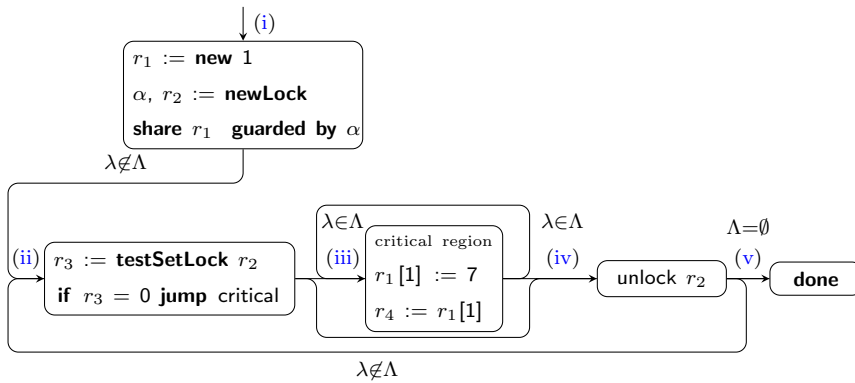 (i)
r₁ := new 1
α, r₂ := newLock
share r₁ guarded by α
λ∉Λ
λ∈Λ
λ∈Λ
Λ=∅
(ii)
(iii)
(iv)
(v)
r₃ := testSetLock r₂
if r₃ = 0 jump critical
critical region
r₁[1] := 7
r₄ := r₁[1]
unlock r₂
done
λ∉Λ